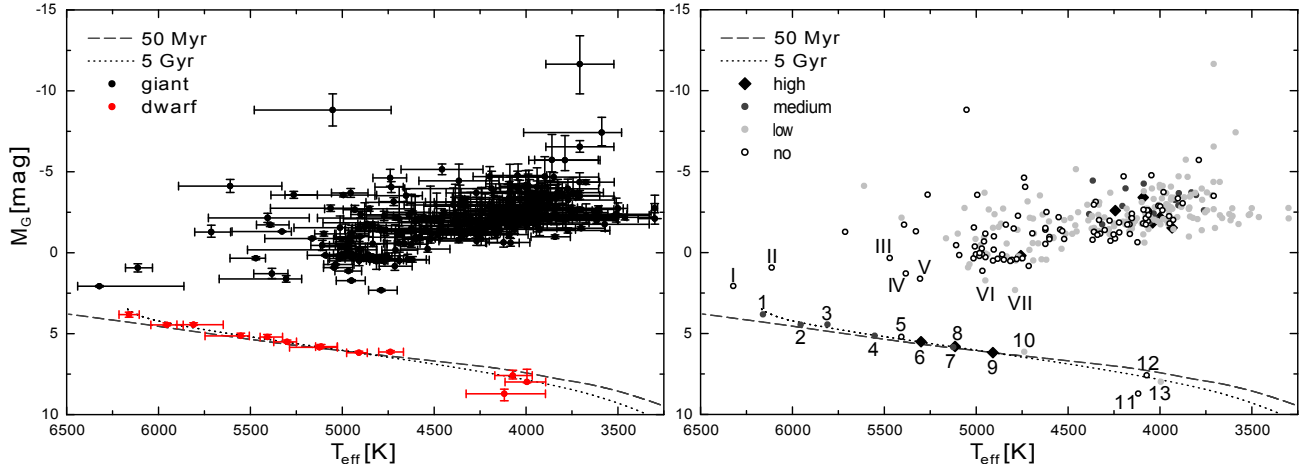 -15
-10
-5
0
5
10
M_G [mag]
50 Myr
5 Gyr
giant
dwarf
6500 6000 5500 5000 4500 4000 3500
T_eff [K]
-15
-10
-5
0
5
10
50 Myr
5 Gyr
high
medium
low
no
I
II
III
IV
V
VI
VII
1
2
3
4
5
6
7
8
9
10
11
12
13
6500 6000 5500 5000 4500 4000 3500
T_eff [K]